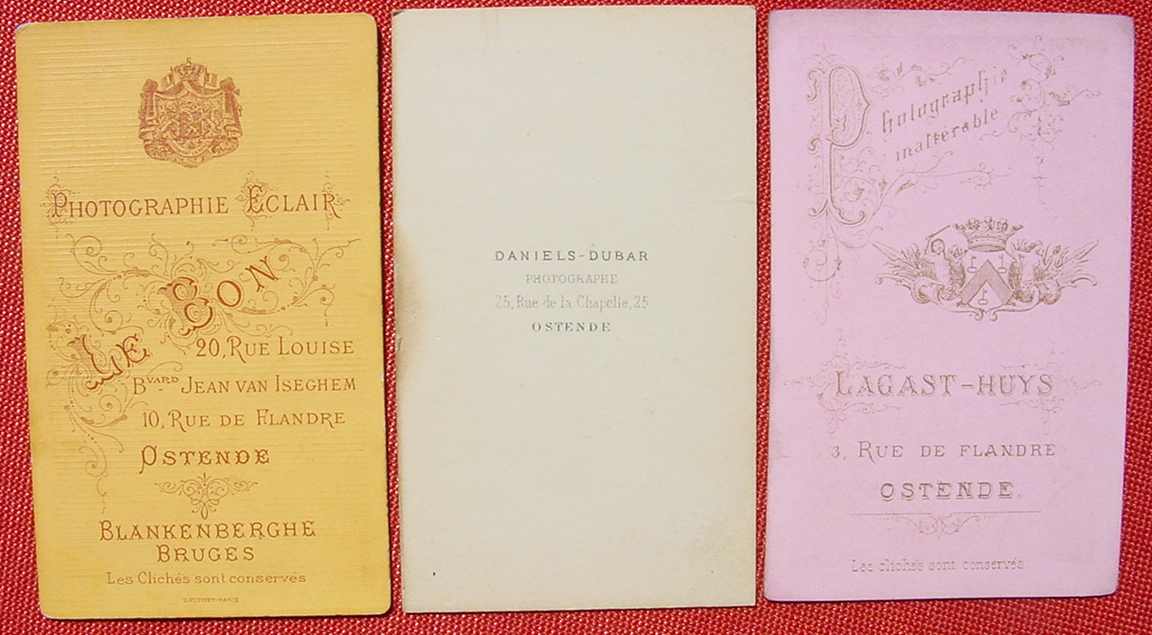 PHOTOGRAPHIE ECLAIR
LE BON
20, RUE LOUISE
BVARD JEAN VAN ISEGHEM
10, RUE DE FLANDRE
OSTENDE
BLANKENBERGHE
BRUGES
Les Clichés sont conservés
DANIELS-DUBAR
PHOTOGRAPHE
25, Rue de la Chapelle, 25
OSTENDE
Photographie
inaltérable
LAGAST-HUYS
3, RUE DE FLANDRE
OSTENDE.
Les clichés sont conservés